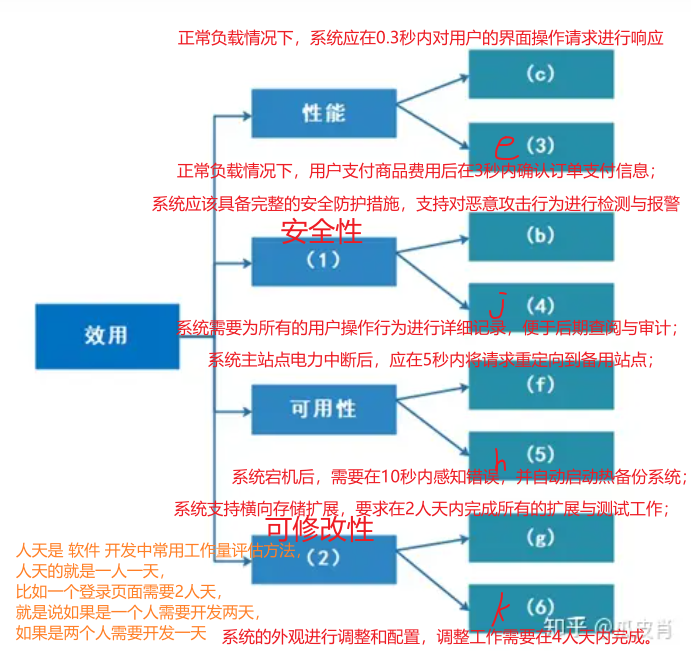 正常负载情况下，系统应在0.3秒内对用户的界面操作请求进行响应
（c）
性能
e（3）
正常负载情况下，用户支付商品费用后在3秒内确认订单支付信息；
系统应该具备完整的安全防护措施，支持对恶意攻击行为进行检测与报警
安全性
（b）
（1）
j（4）
效用
系统需要为所有的用户操作行为进行详细记录，便于后期查阅与审计；
系统主站点电力中断后，应在5秒内将请求重定向到备用站点；
（f）
可用性
h（5）
系统宕机后，需要在10秒内感知错误，并自动启动热备份系统；
系统支持横向存储扩展，要求在2人天内完成所有的扩展与测试工作；
可修改性
（g）
（2）
人天是 软件 开发中常用工作量评估方法，
人天的就是一人一天，
比如一个登录页面需要2人天，
就是说如果是一个人需要开发两天，
如果是两个人需要开发一天
k（6）
知乎 @瓜皮肖
系统的外观进行调整和配置，调整工作需要在4人天内完成。